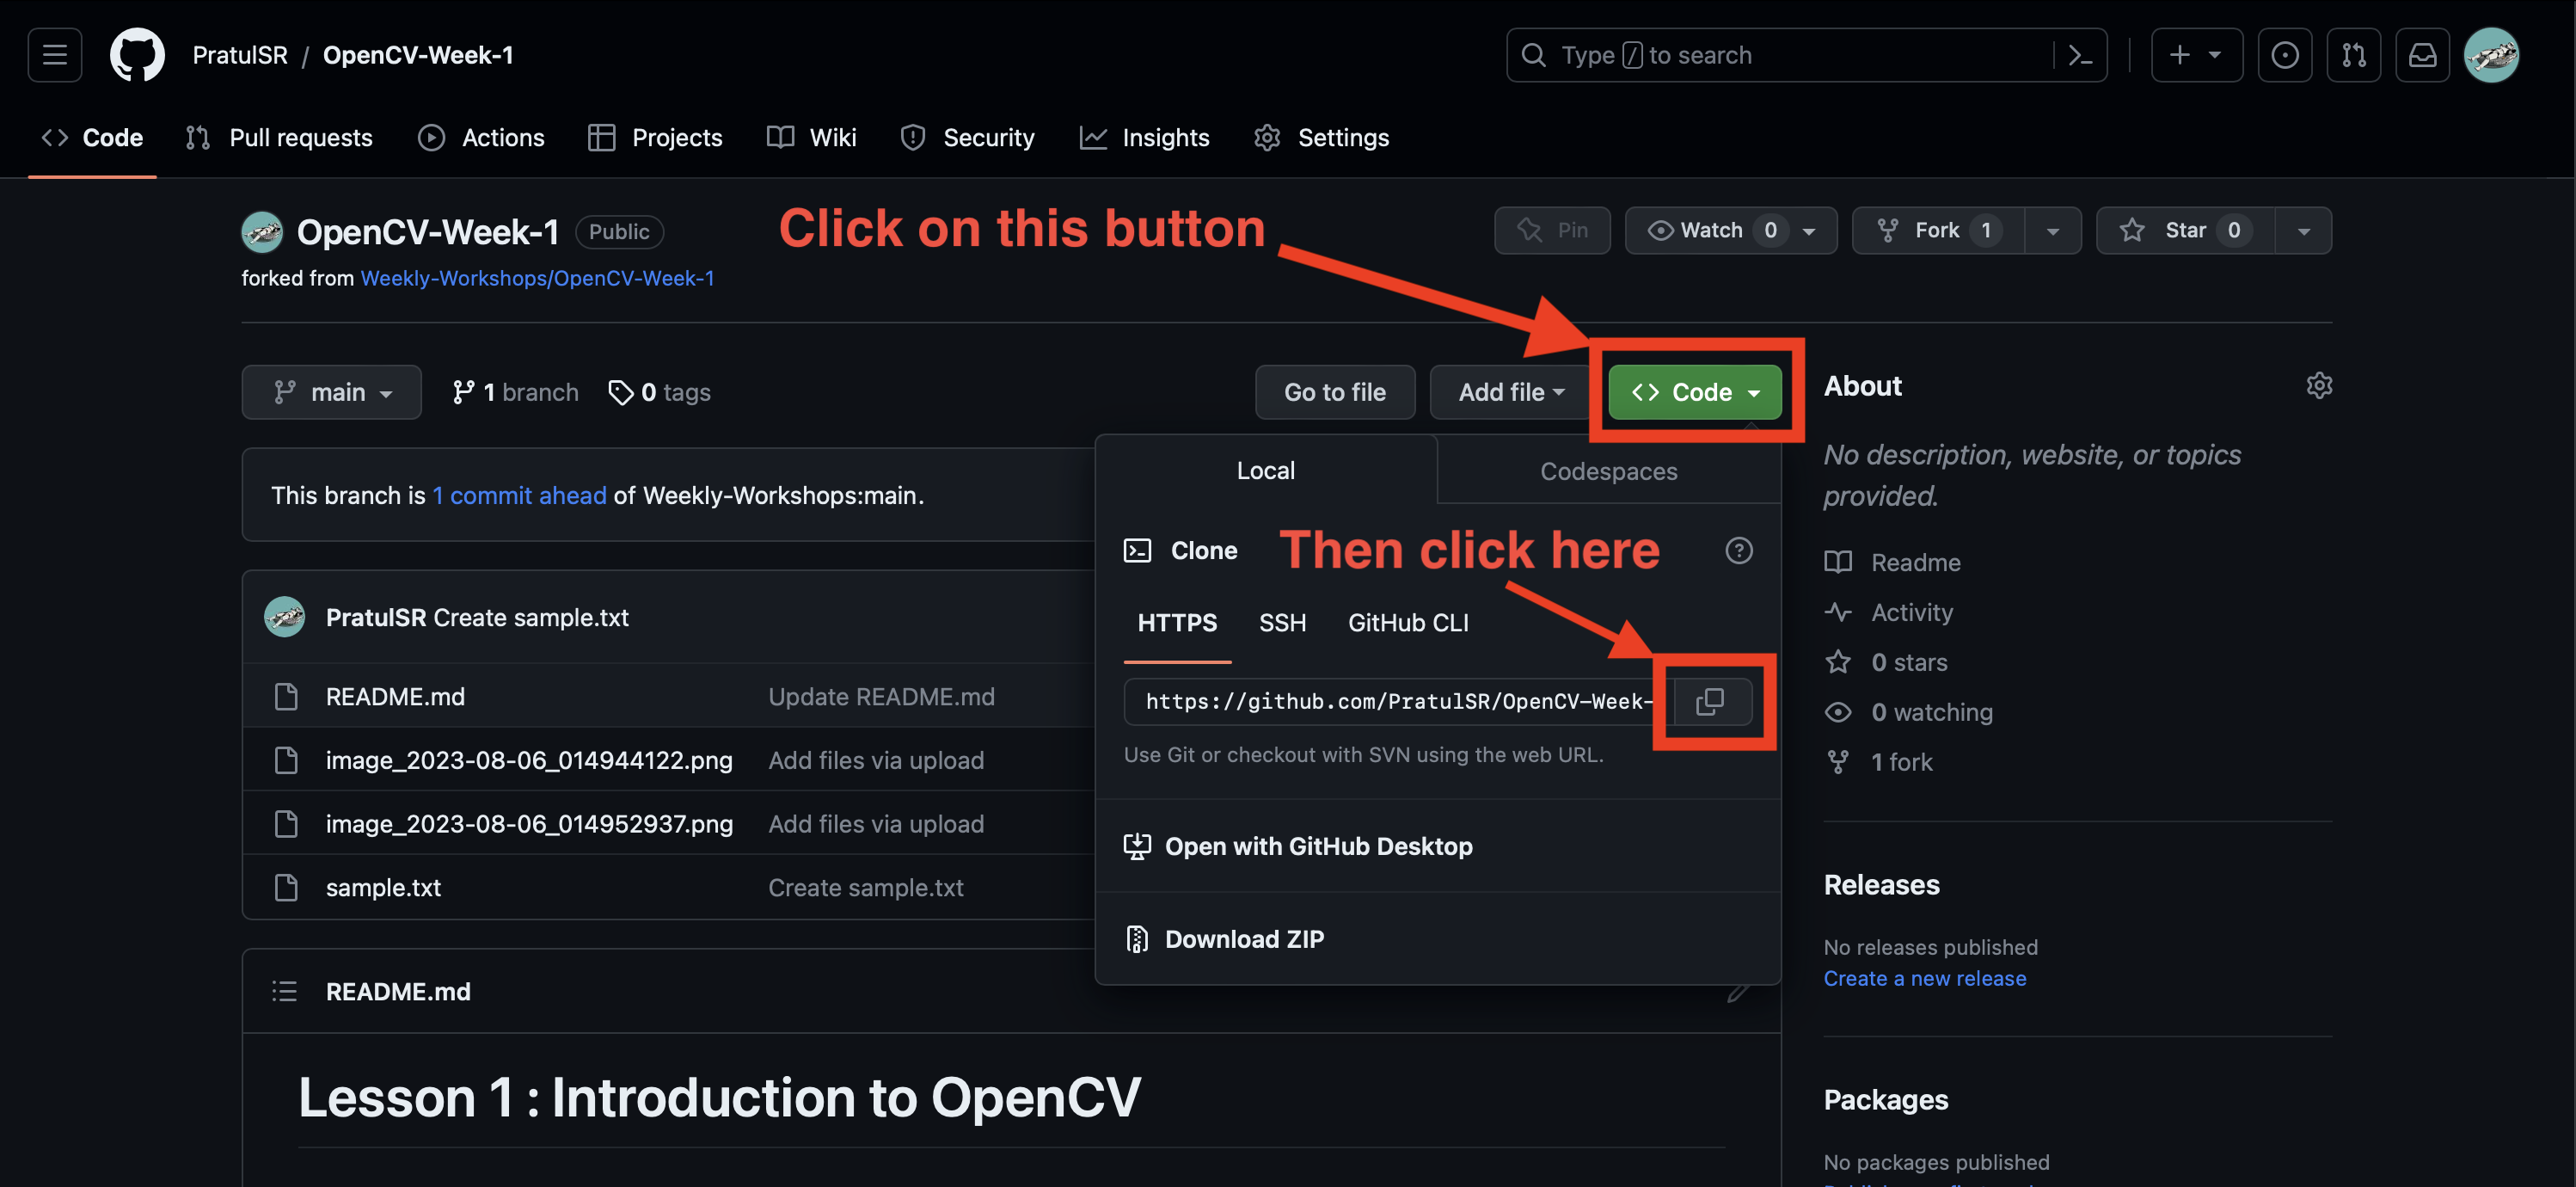 PratulSR / OpenCV-Week-1
Type / to search
Code Pull requests Actions Projects Wiki Security Insights Settings
OpenCV-Week-1 Public
Click on this button
Pin Watch 0 Fork 1 Star 0
forked from Weekly-Workshops/OpenCV-Week-1
main 1 branch 0 tags Go to file Add file Code
This branch is 1 commit ahead of Weekly-Workshops:main.
PratulSR Create sample.txt
README.md Update README.md
image_2023-08-06_014944122.png Add files via upload
image_2023-08-06_014952937.png Add files via upload
sample.txt Create sample.txt
Local Codespaces
Clone Then click here
HTTPS SSH GitHub CLI
https://github.com/PratulSR/OpenCV-Week-
Use Git or checkout with SVN using the web URL.
Open with GitHub Desktop
Download ZIP
README.md
Lesson 1 : Introduction to OpenCV
About
No description, website, or topics
provided.
Readme
Activity
0 stars
0 watching
1 fork
Releases
No releases published
Create a new release
Packages
No packages published